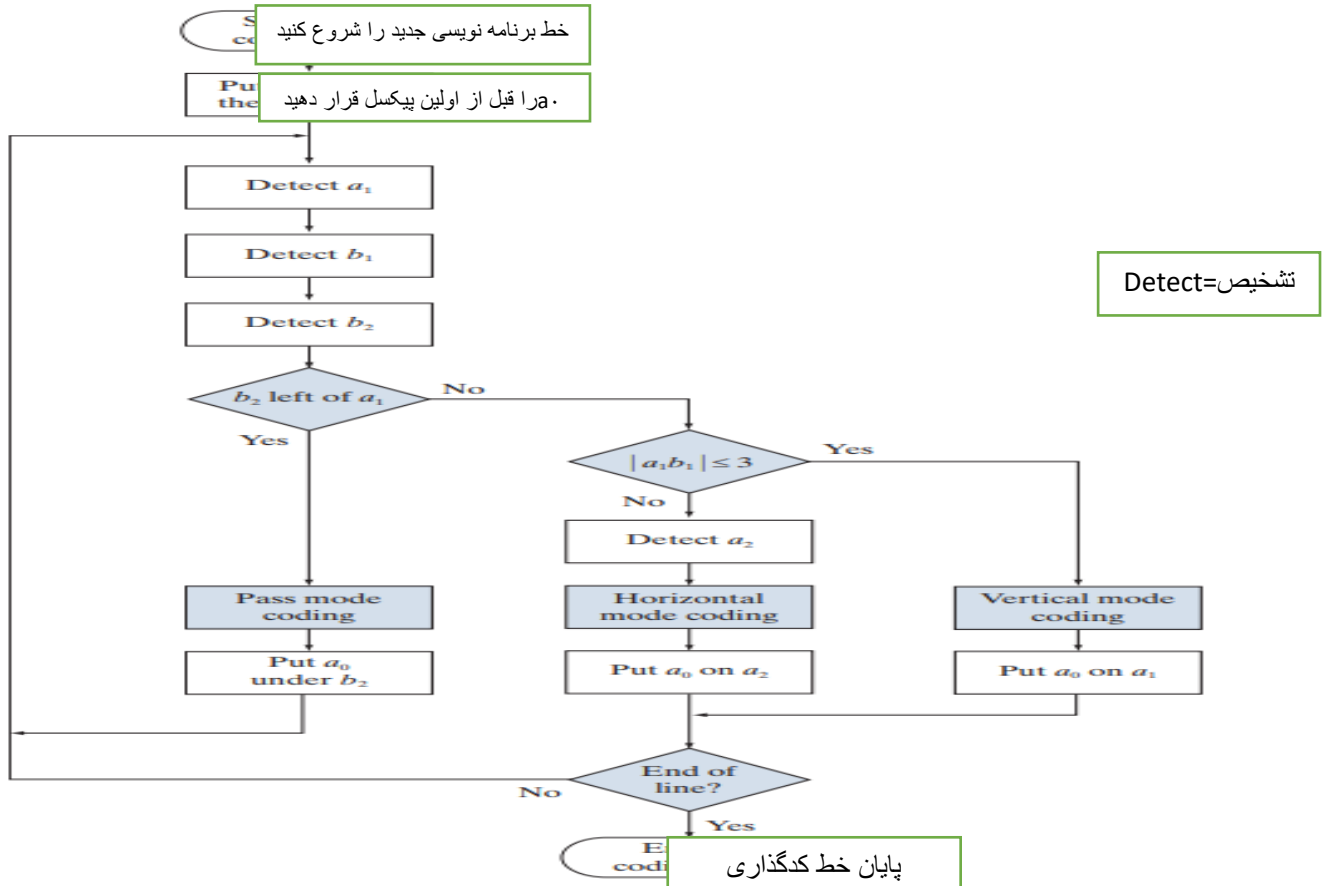 خط برنامه نویسی جدید را شروع کنید
a۰را قبل از اولین پیکسل قرار دهید
Detect a₁
Detect b₁
Detect b₂
تشخیص=Detect
b₂ left of a₁
No
Yes
|a₁b₁| ≤ 3
Yes
No
Detect a₂
Pass mode
coding
Horizontal
mode coding
Vertical mode
coding
Put a₀
under b₂
Put a₀ on a₂
Put a₀ on a₁
End of
line?
No
Yes
پایان خط کدگذاری